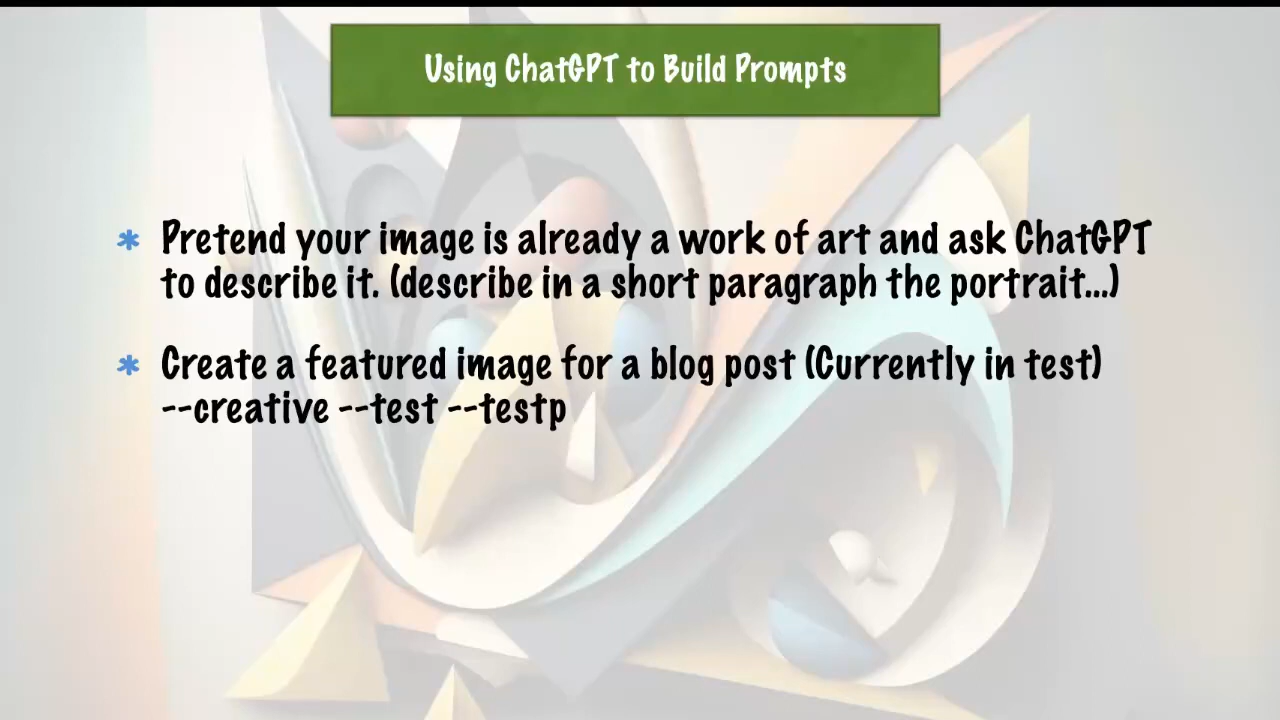 Using ChatGPT to Build Prompts
* Pretend your image is already a work of art and ask ChatGPT
to describe it. (describe in a short paragraph the portrait...)
* Create a featured image for a blog post (Currently in test)
--creative --test --testp